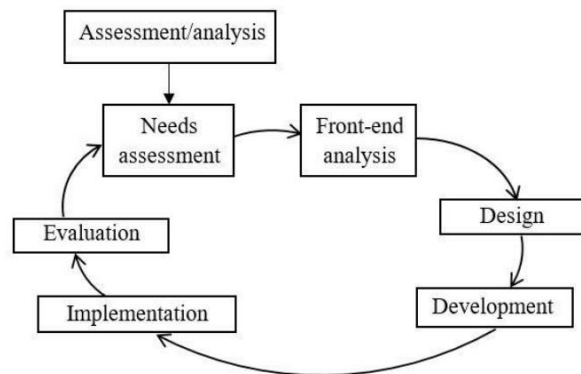 Assessment/analysis
Needs
assessment
Front-end
analysis
Design
Development
Implementation
Evaluation